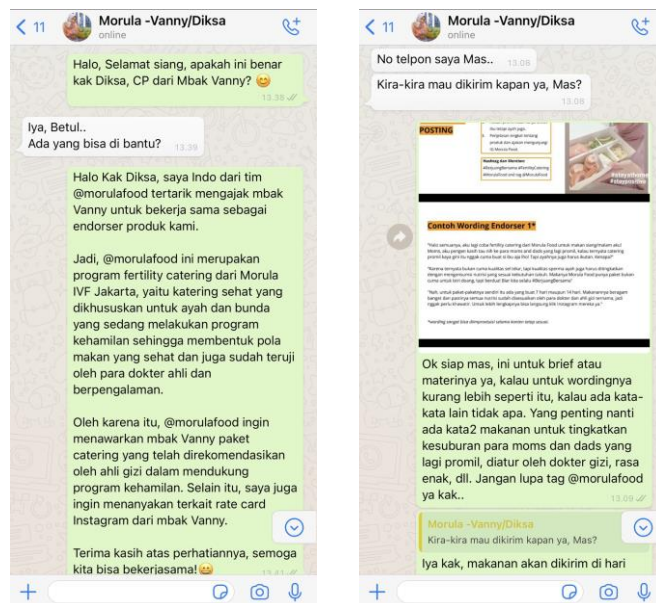 11
Morula -Vanny/Diksa
online
Halo, Selamat siang, apakah ini benar
kak Diksa, CP dari Mbak Vanny? 😊
13.38
Iya, Betul..
Ada yang bisa di bantu?
13.39
Halo Kak Diksa, saya Indo dari tim
@morulafood tertarik mengajak mbak
Vanny untuk bekerja sama sebagai
endorser produk kami.
Jadi, @morulafood ini merupakan
program fertility catering dari Morula
IVF Jakarta, yaitu katering sehat yang
dikhususkan untuk ayah dan bunda
yang sedang melakukan program
kehamilan sehingga membentuk pola
makan yang sehat dan juga sudah teruji
oleh para dokter ahli dan
berpengalaman.
Oleh karena itu, @morulafood ingin
menawarkan mbak Vanny paket
catering yang telah direkomendasikan
oleh ahli gizi dalam mendukung
program kehamilan. Selain itu, saya juga
ingin menanyakan terkait rate card
Instagram dari mbak Vanny.
Terima kasih atas perhatiannya, semoga
kita bisa bekerjasama!😄
13.41
11
Morula -Vanny/Diksa
online
No telpon saya Mas..
13.08
Kira-kira mau dikirim kapan ya, Mas?
13.08
POSTING
#stayathome
#staypositive
Contoh Wording Endorser 1*
Ok siap mas, ini untuk brief atau
materinya ya, kalau untuk wordingnya
kurang lebih seperti itu, kalau ada kata-
kata lain tidak apa. Yang penting nanti
ada kata2 makanan untuk tingkatkan
kesuburan para moms dan dads yang
lagi promil, diatur oleh dokter gizi, rasa
enak, dll. Jangan lupa tag @morulafood
ya kak..
13.09
Morula -Vanny/Diksa
Kira-kira mau dikirim kapan ya, Mas?
Iya kak, makanan akan dikirim di hari